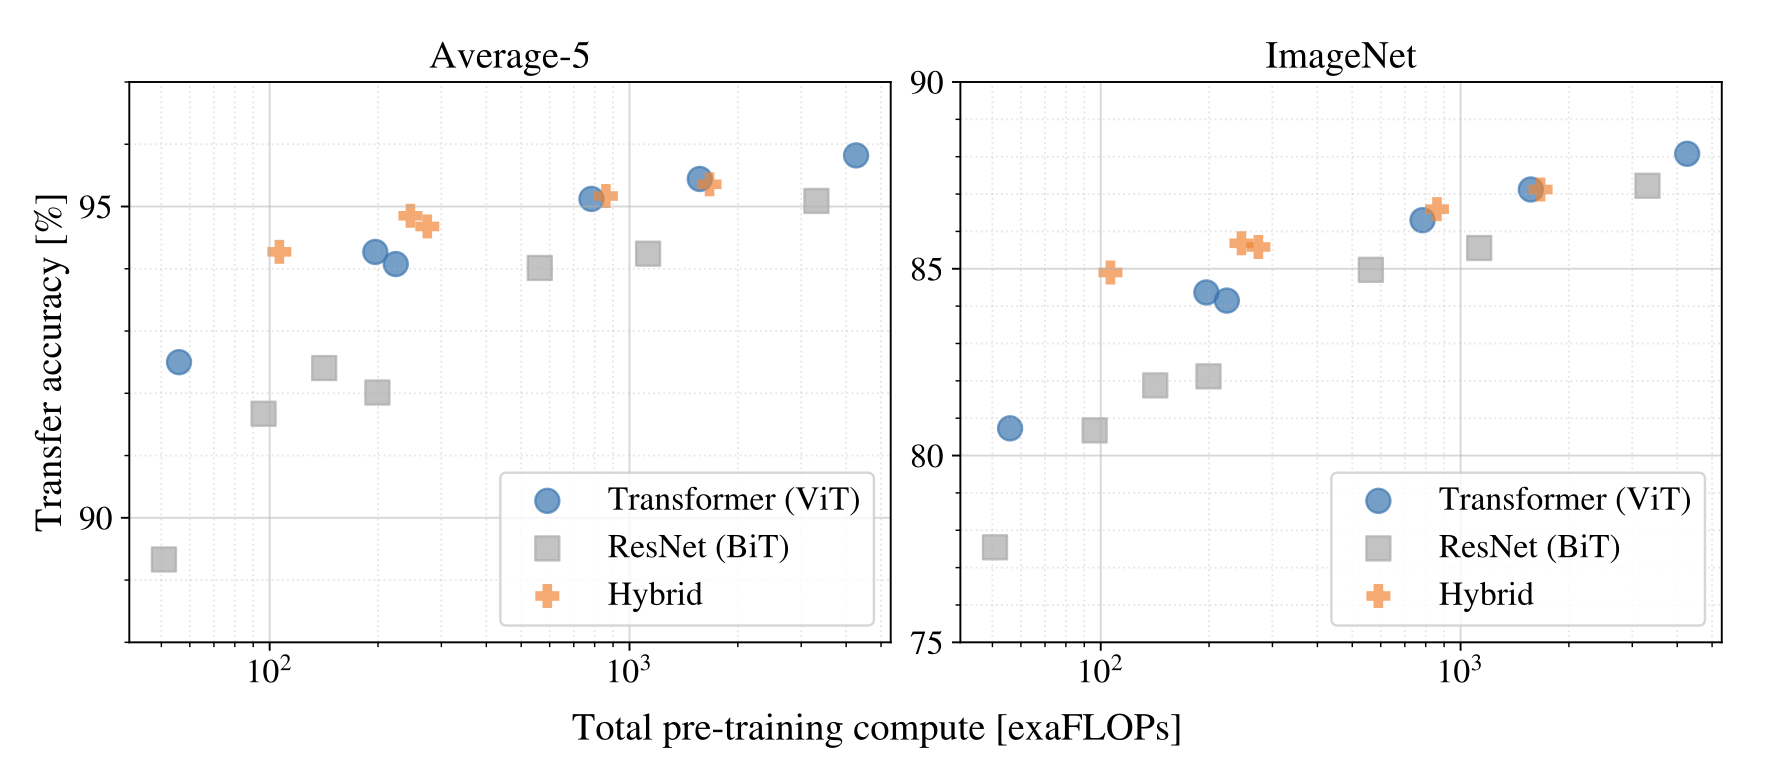 Average-5
ImageNet
Transfer accuracy [%]
95
90
10²
10³
Transformer (ViT)
ResNet (BiT)
Hybrid
90
85
80
75
10²
10³
Transformer (ViT)
ResNet (BiT)
Hybrid
Total pre-training compute [exaFLOPs]